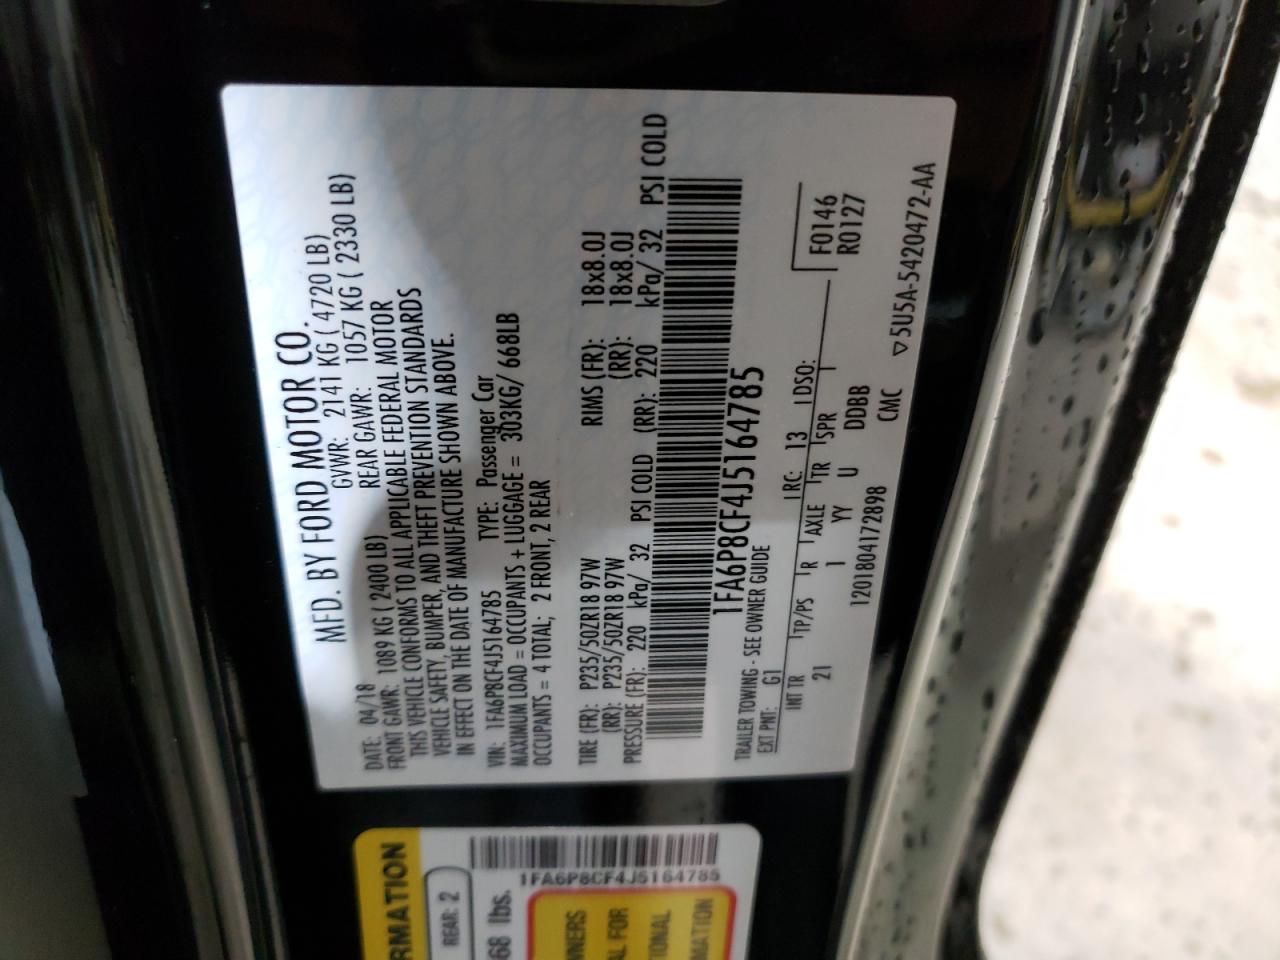 MFD. BY FORD MOTOR CO.
DATE: 04/18 GVWR: 2141 KG ( 4720 LB)
FRONT GAWR: 1089 KG ( 2400 LB) REAR GAWR: 1057 KG ( 2330 LB)
THIS VEHICLE CONFORMS TO ALL APPLICABLE FEDERAL MOTOR
VEHICLE SAFETY, BUMPER, AND THEFT PREVENTION STANDARDS
IN EFFECT ON THE DATE OF MANUFACTURE SHOWN ABOVE.
VIN: 1FA6P8CF4J5164785 TYPE: Passenger Car
MAXIMUM LOAD = OCCUPANTS + LUGGAGE = 303KG/ 668LB
OCCUPANTS = 4 TOTAL; 2 FRONT, 2 REAR
TIRE (FR): P235/50ZR18 97W RIMS (FR): 18x8.0J
(RR): P235/50ZR18 97W (RR): 18x8.0J
PRESSURE (FR): 220 kPa/ 32 PSI COLD (RR): 220 kPa/ 32 PSI COLD
1FA6P8CF4J5164785
TRAILER TOWING - SEE OWNER GUIDE
EXT PNT: G1 RC: 13 DSO: F0146
R0127
INT TR TP/PS R AXLE TR SPR
21 1 YY U DDBB
1201804172898 CMC ▽5U5A-5420472-AA
RMATION
REAR: 2
1FA6P8CF4J5164785
68 lbs.
WNERS
AL FOR
TIONAL
MATION